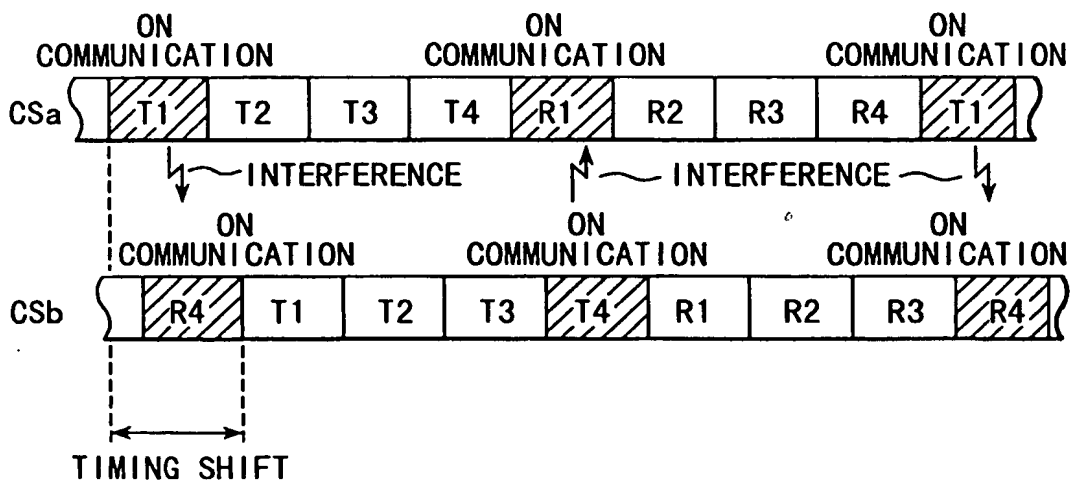 ON ON ON
COMMUNICATION COMMUNICATION COMMUNICATION
CSa T1 T2 T3 T4 R1 R2 R3 R4 T1
INTERFERENCE INTERFERENCE
ON ON ON
COMMUNICATION COMMUNICATION COMMUNICATION
CSb R4 T1 T2 T3 T4 R1 R2 R3 R4
TIMING SHIFT